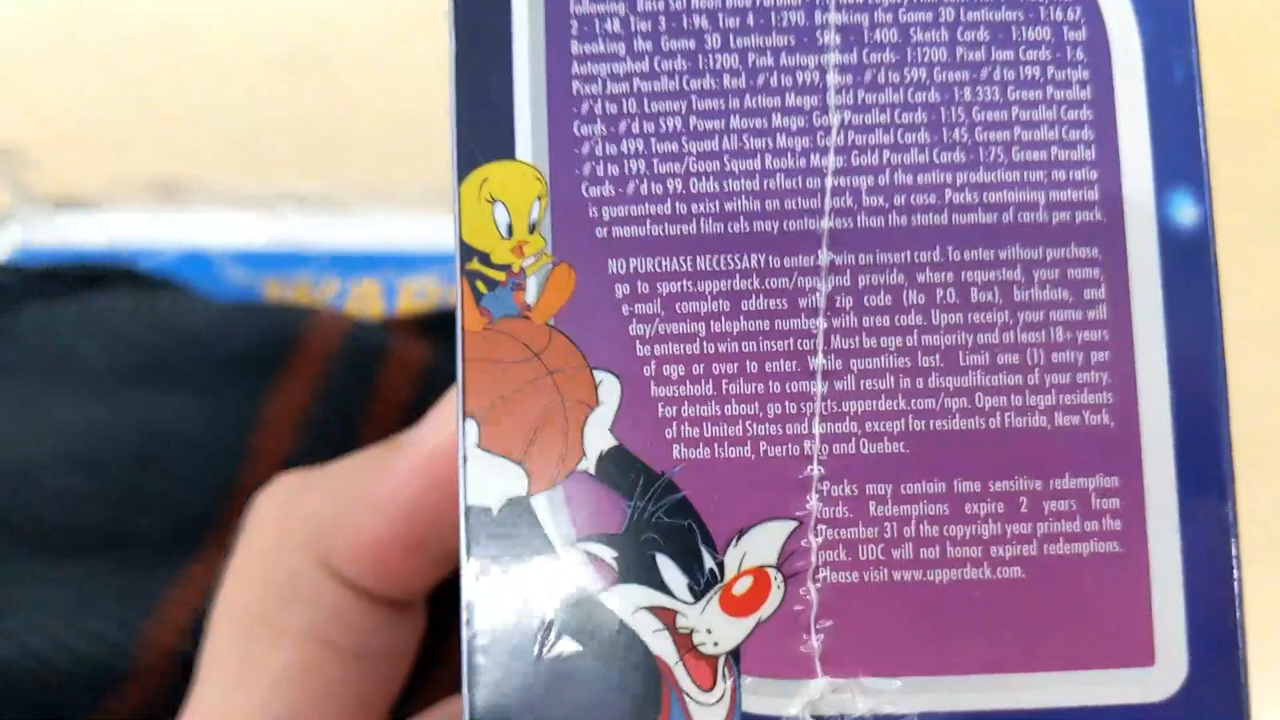 Following: Base Set Neon Blue Parallel
2 - 1:48, Tier 3 - 1:96, Tier 4 - 1:290. Breaking the Game 3D Lenticulars - 1:16.67,
Breaking the Game 3D Lenticulars - SPs - 1:400. Sketch Cards - 1:1600, Teal
Autographed Cards- 1:1200, Pink Autographed Cards- 1:1200. Pixel Jam Cards - 1:6,
Pixel Jam Parallel Cards: Red - #'d to 999, Blue - #'d to 599, Green - #'d to 199, Purple
- #'d to 10. Looney Tunes in Action Mega: Gold Parallel Cards - 1:8.333, Green Parallel
Cards - #'d to 599. Power Moves Mega: Gold Parallel Cards - 1:15, Green Parallel Cards
- #'d to 499. Tune Squad All-Stars Mega: Gold Parallel Cards - 1:45, Green Parallel Cards
- #'d to 199. Tune/Goon Squad Rookie Mega: Gold Parallel Cards - 1:75, Green Parallel
Cards - #'d to 99. Odds stated reflect an average of the entire production run; no ratio
is guaranteed to exist within an actual pack, box, or case. Packs containing material
or manufactured film cels may contain less than the stated number of cards per pack.
NO PURCHASE NECESSARY to enter & win an insert card. To enter without purchase,
go to sports.upperdeck.com/npn and provide, where requested, your name,
e-mail, complete address with zip code (No P.O. Box), birthdate, and
day/evening telephone numbers with area code. Upon receipt, your name will
be entered to win an insert card. Must be age of majority and at least 18+ years
of age or over to enter. While quantities last. Limit one (1) entry per
household. Failure to comply will result in a disqualification of your entry.
For details about, go to sports.upperdeck.com/npn. Open to legal residents
of the United States and Canada, except for residents of Florida, New York,
Rhode Island, Puerto Rico and Quebec.
Packs may contain time sensitive redemption
cards. Redemptions expire 2 years from
December 31 of the copyright year printed on the
pack. UDC will not honor expired redemptions.
Please visit www.upperdeck.com.